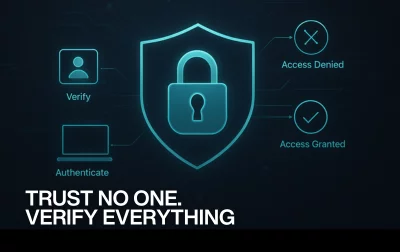 Verify
Access Denied
Authenticate
Access Granted
TRUST NO ONE.
VERIFY EVERYTHING